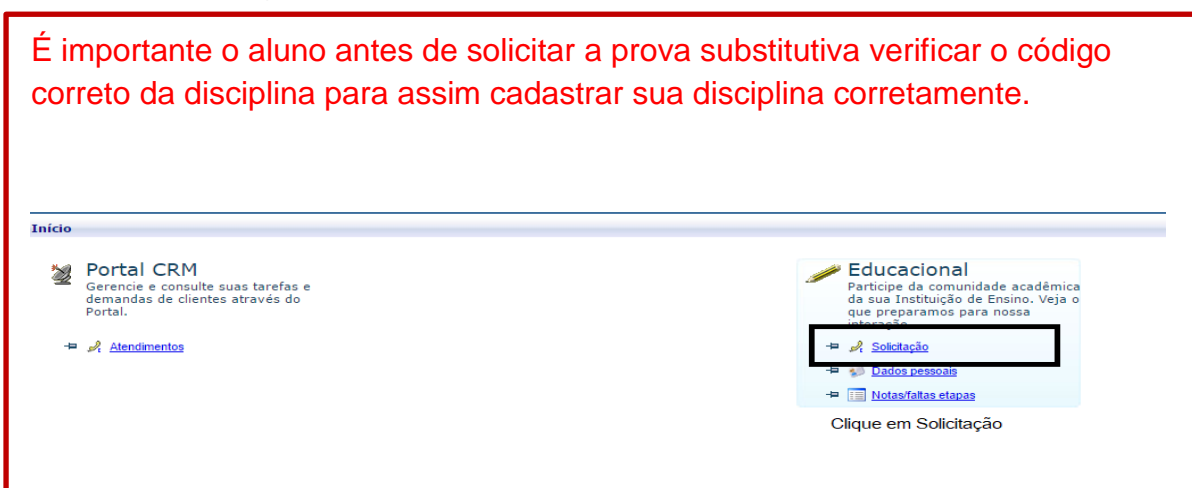 É importante o aluno antes de solicitar a prova substitutiva verificar o código
correto da disciplina para assim cadastrar sua disciplina corretamente.
Início
Portal CRM
Gerencie e consulte suas tarefas e
demandas de clientes através do
Portal.
Atendimentos
Educacional
Participe da comunidade acadêmica
da sua Instituição de Ensino. Veja o
que preparamos para nossa
interação.
Solicitação
Dados pessoais
Notas/faltas etapas
Clique em Solicitação